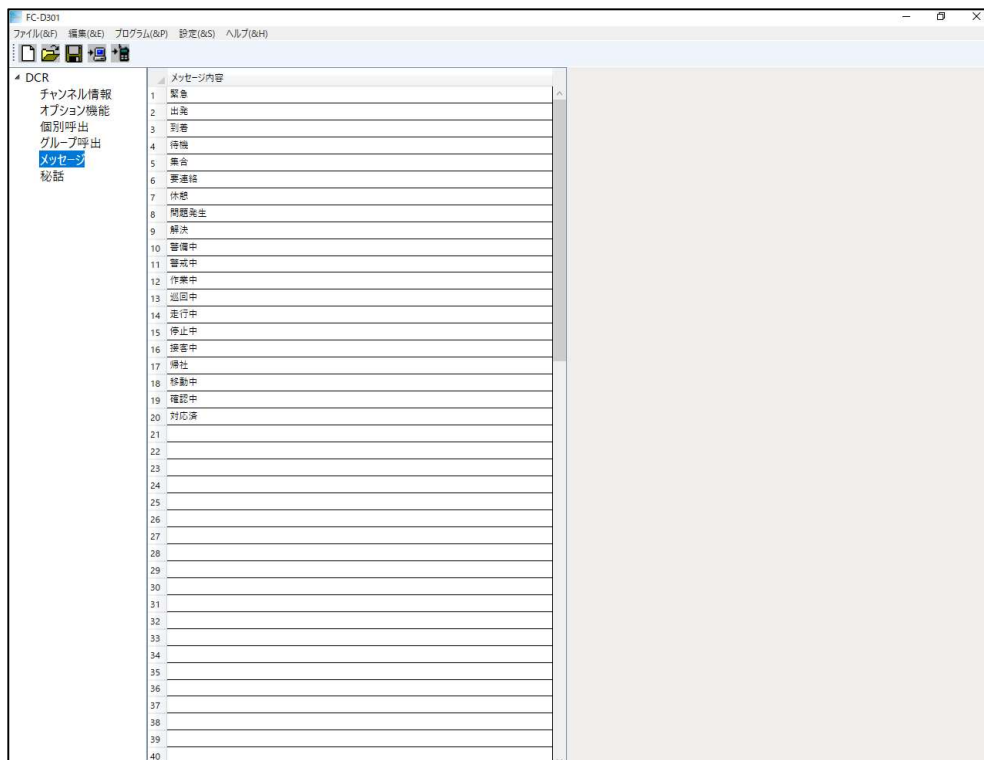 FC-D301
ファイル(&F) 編集(&E) プログラム(&P) 設定(&S) ヘルプ(&H)
DCR
チャンネル情報
オプション機能
個別呼出
グループ呼出
メッセージ
秘話
メッセージ内容
1 緊急
2 出発
3 到着
4 待機
5 集合
6 要連絡
7 休憩
8 問題発生
9 解決
10 警備中
11 警戒中
12 作業中
13 巡回中
14 走行中
15 停止中
16 接客中
17 帰社
18 移動中
19 確認中
20 対応済
21
22
23
24
25
26
27
28
29
30
31
32
33
34
35
36
37
38
39
40